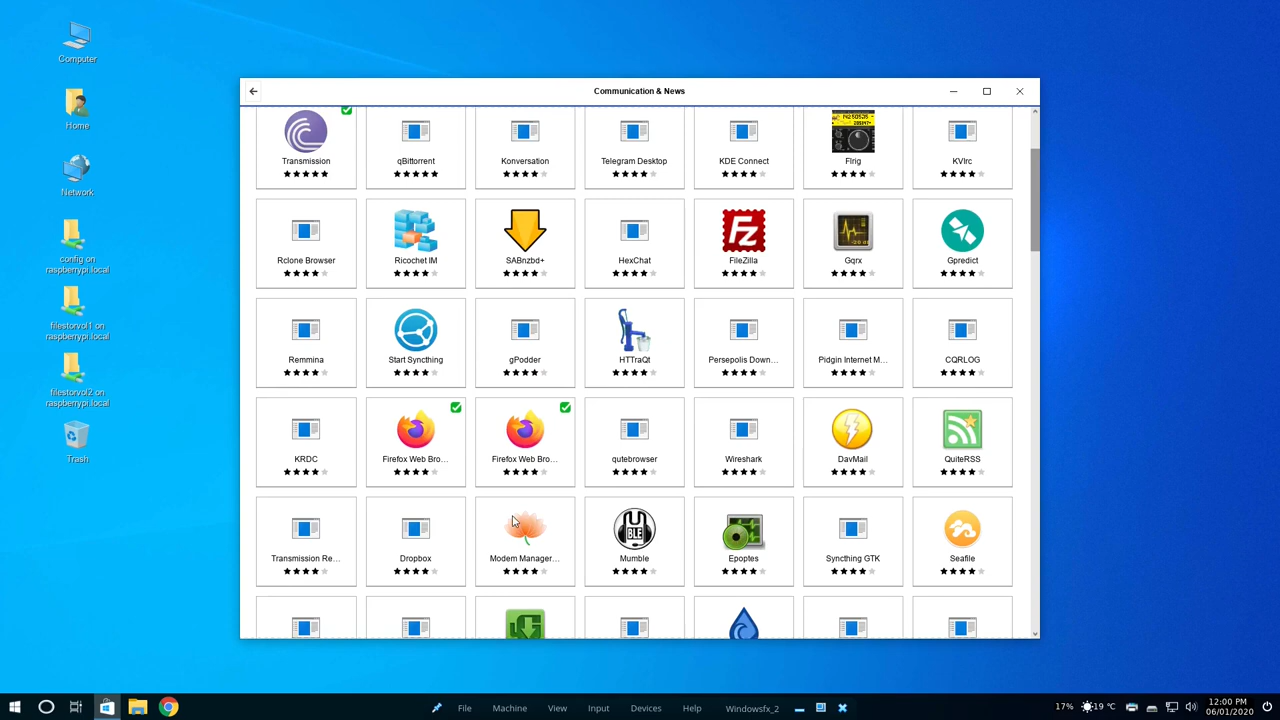 Computer
Home
Network
config on
raspberrypi.local
filestorvol1 on
raspberrypi.local
filestorvol2 on
raspberrypi.local
Trash
Communication & News
Transmission
qBittorrent
Konversation
Telegram Desktop
KDE Connect
Flrig
KVIrc
Rclone Browser
Ricochet IM
SABnzbd+
HexChat
FileZilla
Gqrx
Gpredict
Remmina
Start Syncthing
gPodder
HTTraQt
Persepolis Down...
Pidgin Internet M...
CQRLOG
KRDC
Firefox Web Bro...
Firefox Web Bro...
qutebrowser
Wireshark
DavMail
QuiteRSS
Transmission Re...
Dropbox
Modem Manager...
Mumble
Epoptes
Syncthing GTK
Seafile
File Machine View Input Devices Help Windowsfx_2
17% 19 °C
12:00 PM
06/01/2020